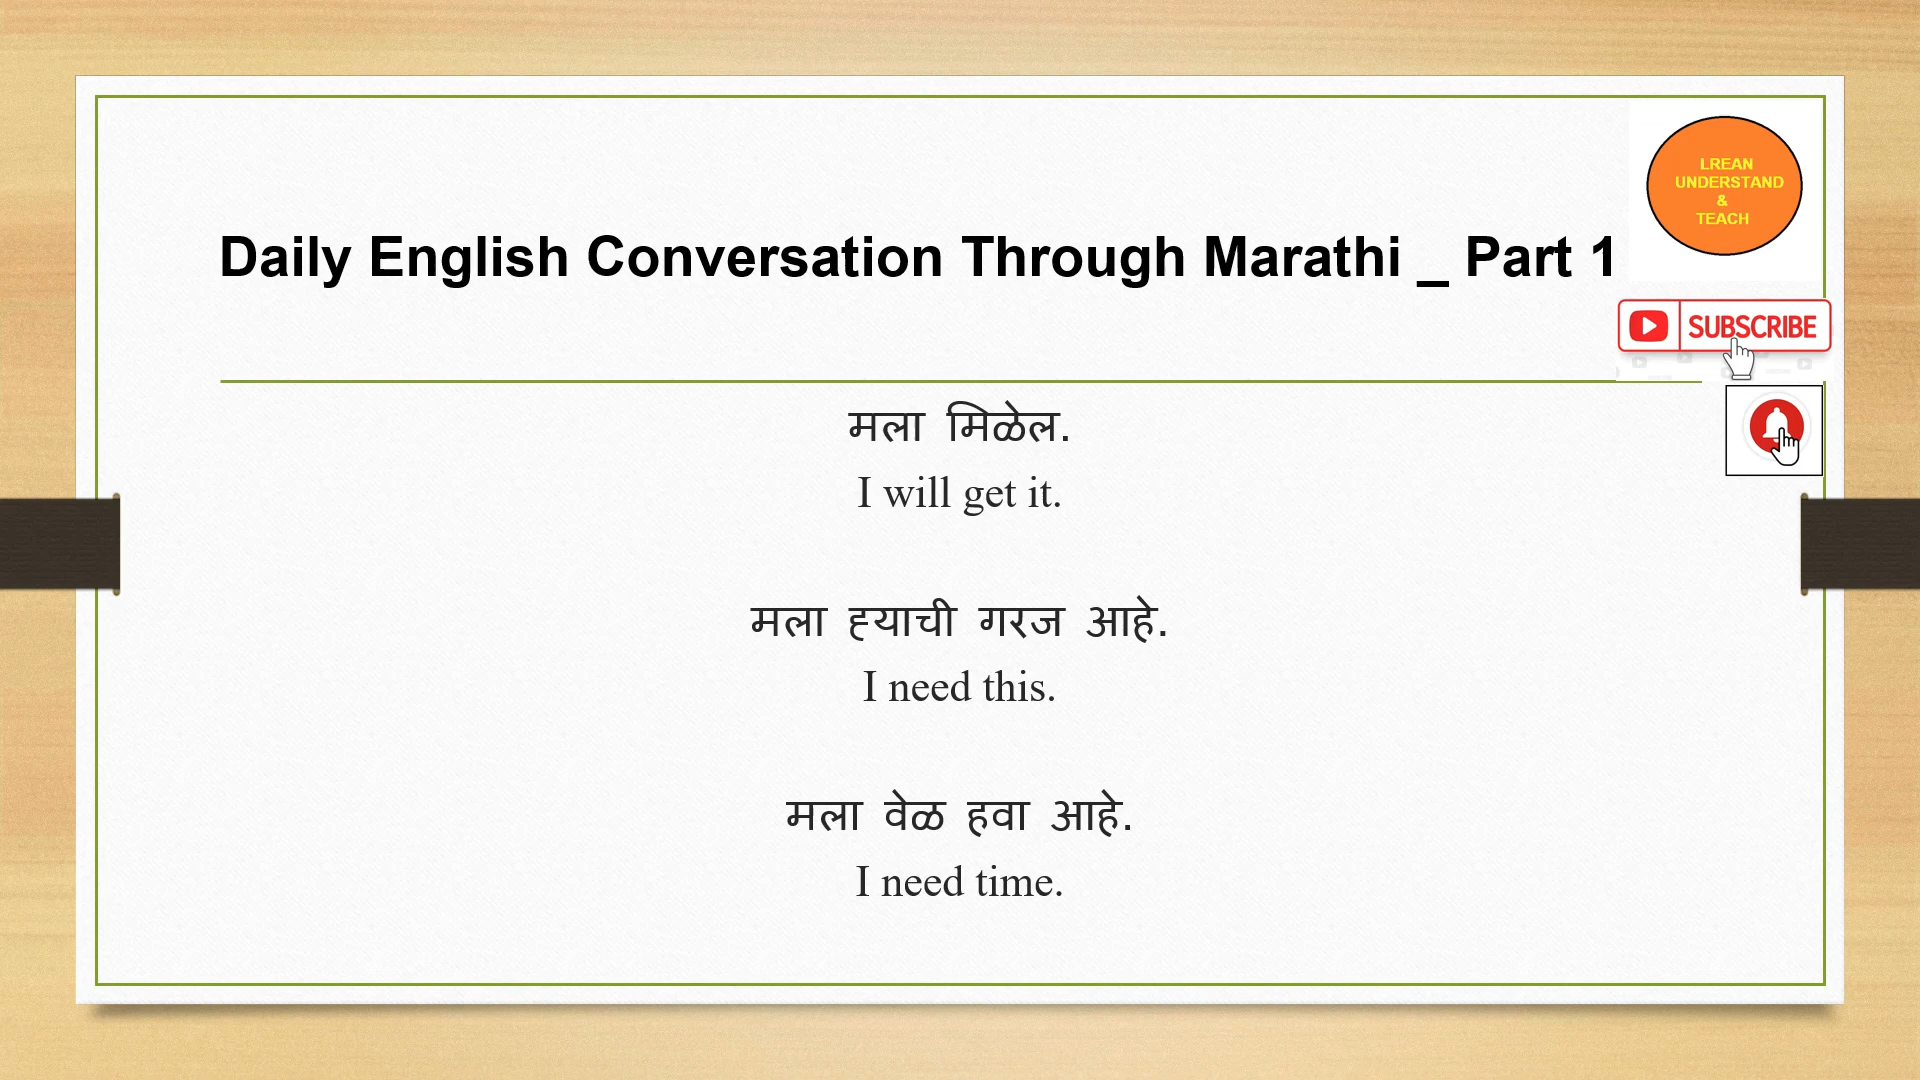 LREAN
UNDERSTAND
&
TEACH
Daily English Conversation Through Marathi _ Part 1
SUBSCRIBE
मला मिळेल.
I will get it.
मला ह्याची गरज आहे.
I need this.
मला वेळ हवा आहे.
I need time.